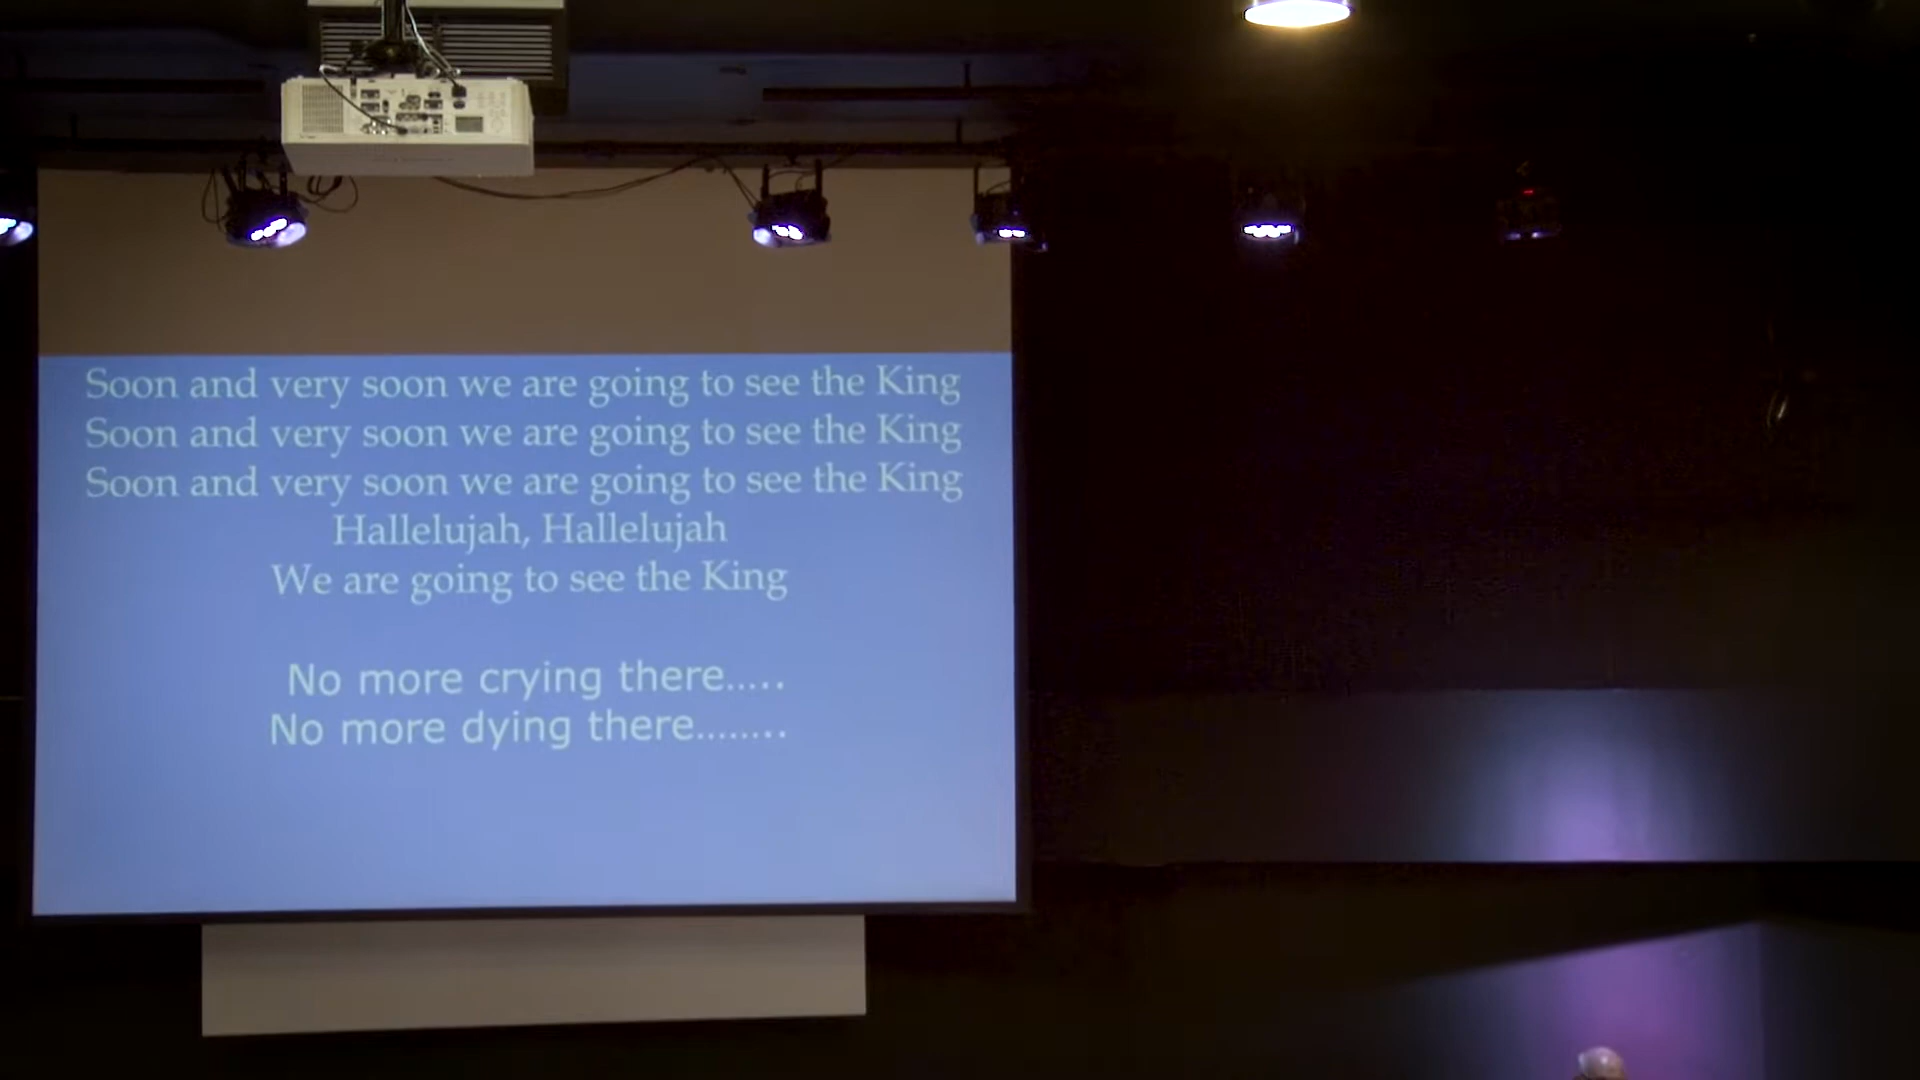 Soon and very soon we are going to see the King
Soon and very soon we are going to see the King
Soon and very soon we are going to see the King
Hallelujah, Hallelujah
We are going to see the King
No more crying there.....
No more dying there........